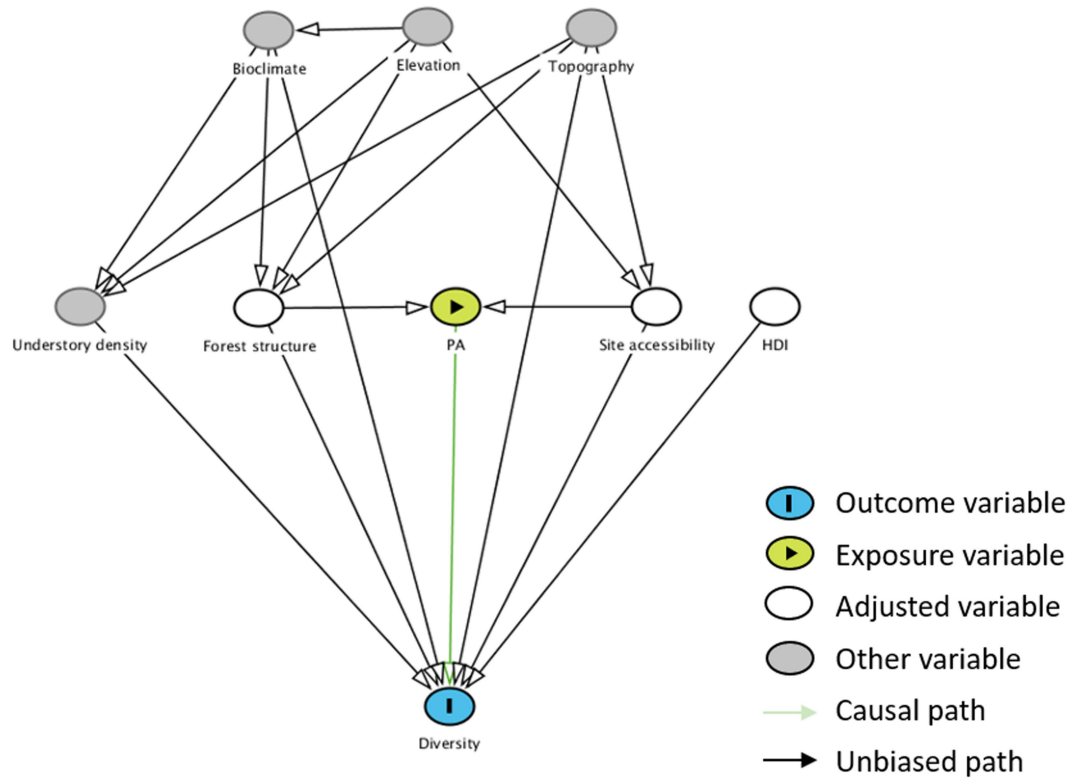 Bioclimate
Elevation
Topography
Understory density
Forest structure
PA
Site accessibility
HDI
Outcome variable
Exposure variable
Adjusted variable
Other variable
Causal path
Unbiased path
Diversity